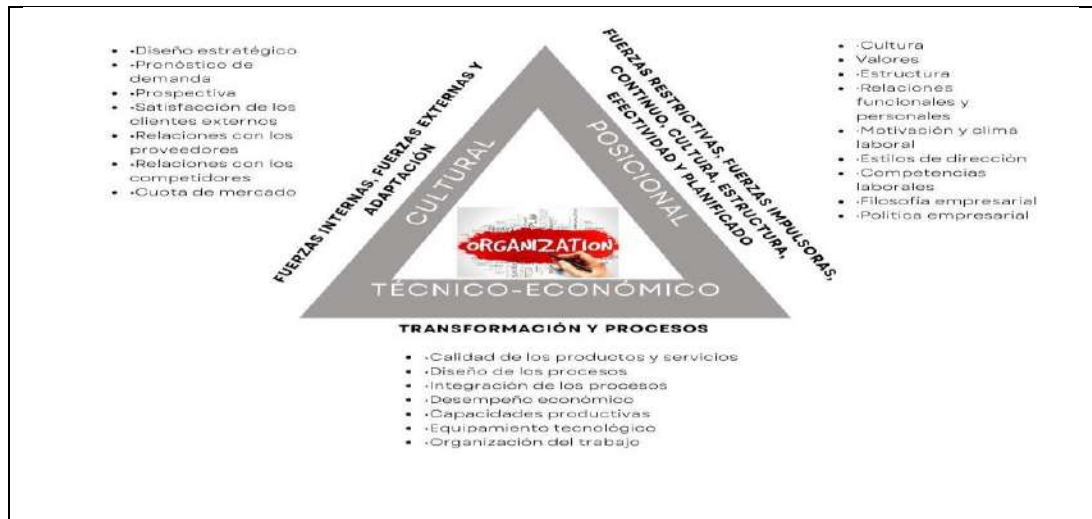 • •Diseño estratégico
• •Pronóstico de
demanda
• •Prospectiva
• •Satisfacción de los
clientes externos
• •Relaciones con los
proveedores
• •Relaciones con los
competidores
• •Cuota de mercado
FUERZAS INTERNAS, FUERZAS EXTERNAS Y
ADAPTACIÓN
CULTURAL
POSICIONAL
FUERZAS RESTRICTIVAS, FUERZAS IMPULSORAS,
CONTINUO, CULTURA, ESTRUCTURA,
EFECTIVIDAD Y PLANIFICADO
• •Cultura
• Valores
• •Estructura
• •Relaciones
funcionales y
personales
• •Motivación y clima
laboral
• •Estilos de dirección
• •Competencias
laborales
• •Filosofía empresarial
• •Política empresarial
ORGANIZATION
TÉCNICO-ECONÓMICO
TRANSFORMACIÓN Y PROCESOS
• •Calidad de los productos y servicios
• •Diseño de los procesos
• •Integración de los procesos
• •Desempeño económico
• •Capacidades productivas
• •Equipamiento tecnológico
• •Organización del trabajo